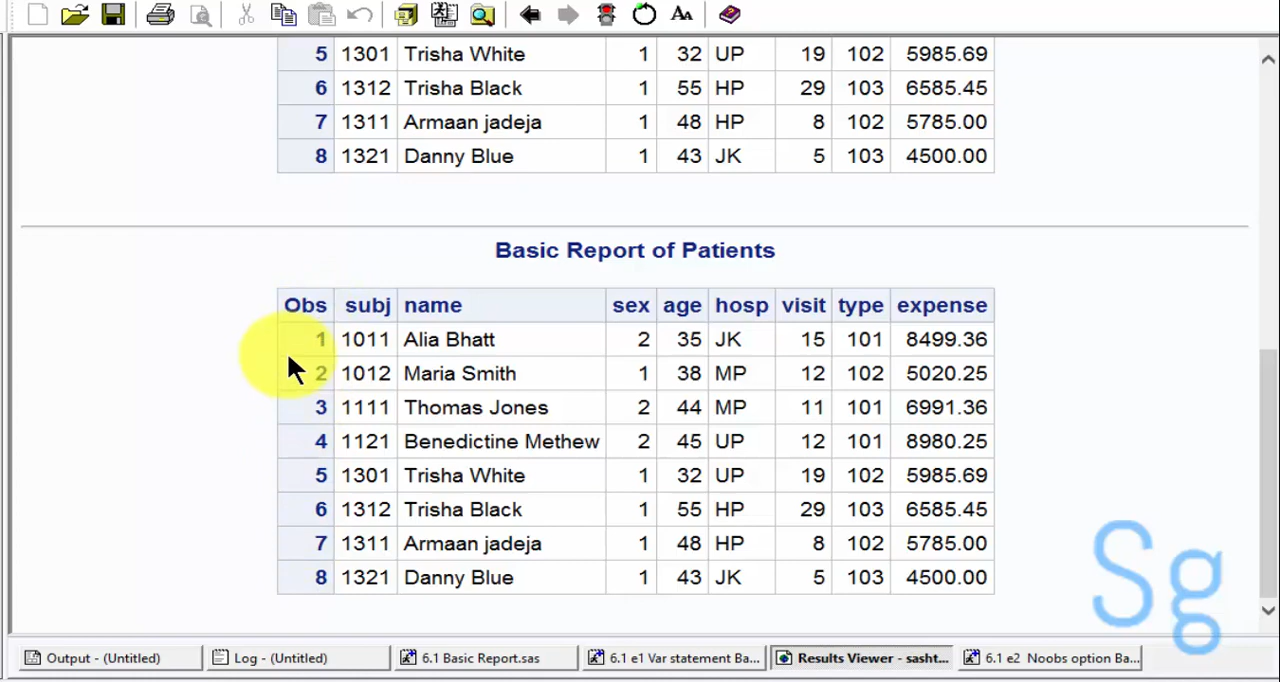 5 1301 Trisha White 1 32 UP 19 102 5985.69
6 1312 Trisha Black 1 55 HP 29 103 6585.45
7 1311 Armaan jadeja 1 48 HP 8 102 5785.00
8 1321 Danny Blue 1 43 JK 5 103 4500.00
Basic Report of Patients
Obs subj name sex age hosp visit type expense
1 1011 Alia Bhatt 2 35 JK 15 101 8499.36
2 1012 Maria Smith 1 38 MP 12 102 5020.25
3 1111 Thomas Jones 2 44 MP 11 101 6991.36
4 1121 Benedictine Methew 2 45 UP 12 101 8980.25
5 1301 Trisha White 1 32 UP 19 102 5985.69
6 1312 Trisha Black 1 55 HP 29 103 6585.45
7 1311 Armaan jadeja 1 48 HP 8 102 5785.00
8 1321 Danny Blue 1 43 JK 5 103 4500.00
Sg
Output - (Untitled) Log - (Untitled) 6.1 Basic Report.sas 6.1 e1 Var statement Ba... Results Viewer - sasht... 6.1 e2 Noobs option Ba...